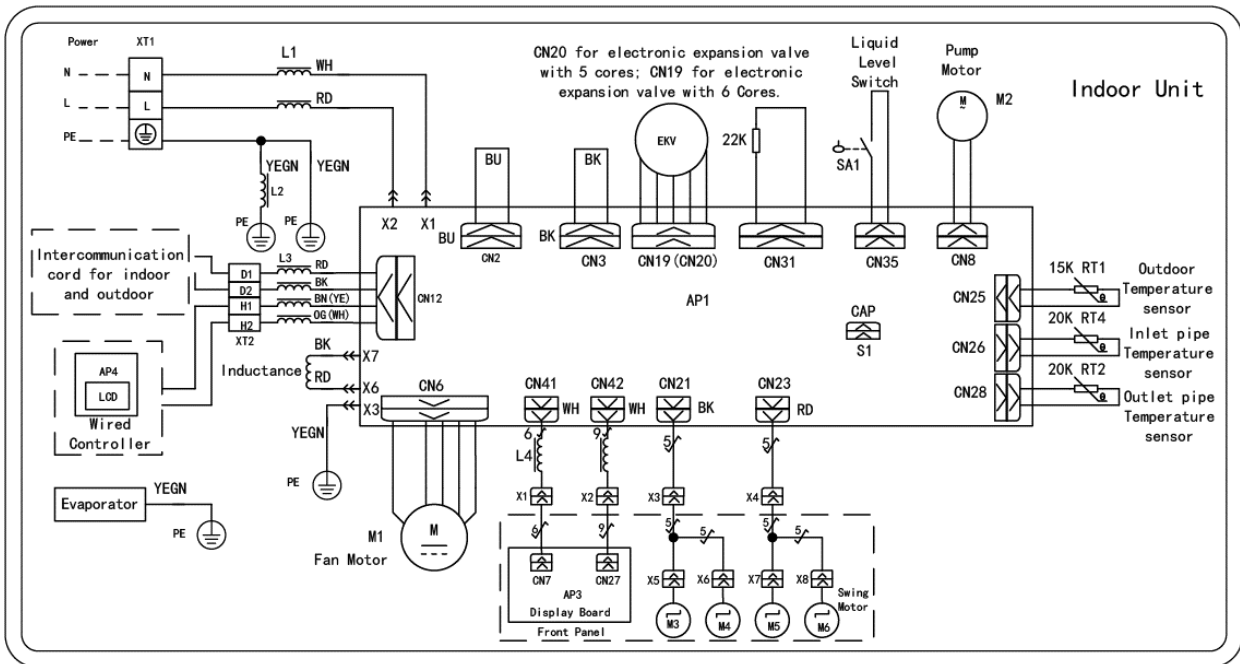 Indoor Unit
Power
XT1
N
N
L1
WH
L
L
RD
PE
YEGN
YEGN
L2
PE
PE
X2
X1
CN20 for electronic expansion valve
with 5 cores; CN19 for electronic
expansion valve with 6 Cores.
Liquid
Level
Switch
Pump
Motor
M
~
M2
BU
BK
EKV
22K
SA1
BU
CN2
BK
CN3
CN19(CN20)
CN31
CN35
CN8
AP1
CAP
S1
Intercommunication
cord for indoor
and outdoor
D1
L3
RD
D2
BK
H1
BN(YE)
H2
OG(WH)
XT2
CN12
CN25
15K RT1
θ
Outdoor
Temperature
sensor
CN26
20K RT4
θ
Inlet pipe
Temperature
sensor
CN28
20K RT2
θ
Outlet pipe
Temperature
sensor
AP4
LCD
Wired
Controller
BK
X7
Inductance
RD
X6
X3
YEGN
PE
CN6
CN41
WH
CN42
WH
CN21
BK
CN23
RD
6
9
5
5
L4
X1
X2
X3
X4
Evaporator
YEGN
PE
M1
Fan Motor
M
6
9
5
5
5
5
CN7
CN27
AP3
Display Board
Front Panel
X5
X6
X7
X8
Swing
Motor
M3
M4
M5
M6